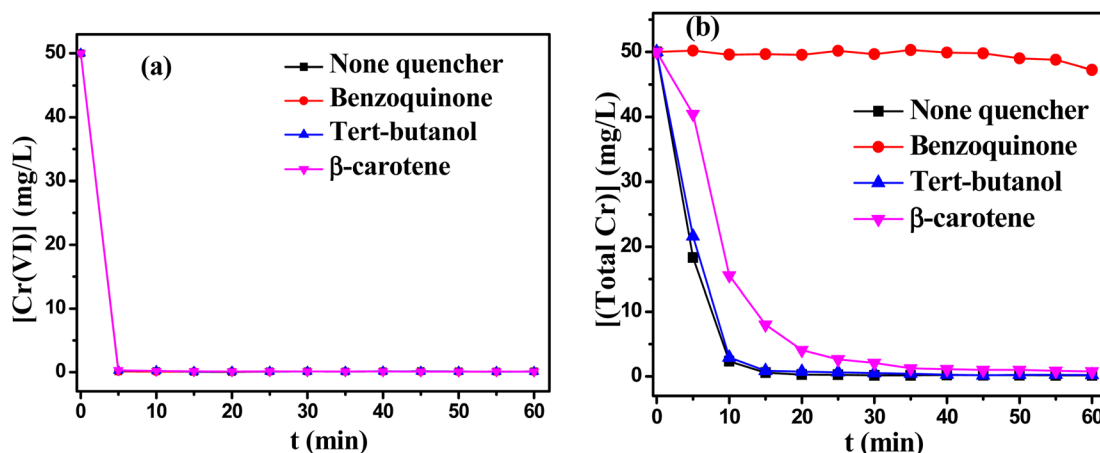 (a)
None quencher
Benzoquinone
Tert-butanol
β-carotene
[Cr(VI)] (mg/L)
50
40
30
20
10
0
0 10 20 30 40 50 60
t (min)
(b)
None quencher
Benzoquinone
Tert-butanol
β-carotene
[(Total Cr)] (mg/L)
50
40
30
20
10
0
0 10 20 30 40 50 60
t (min)